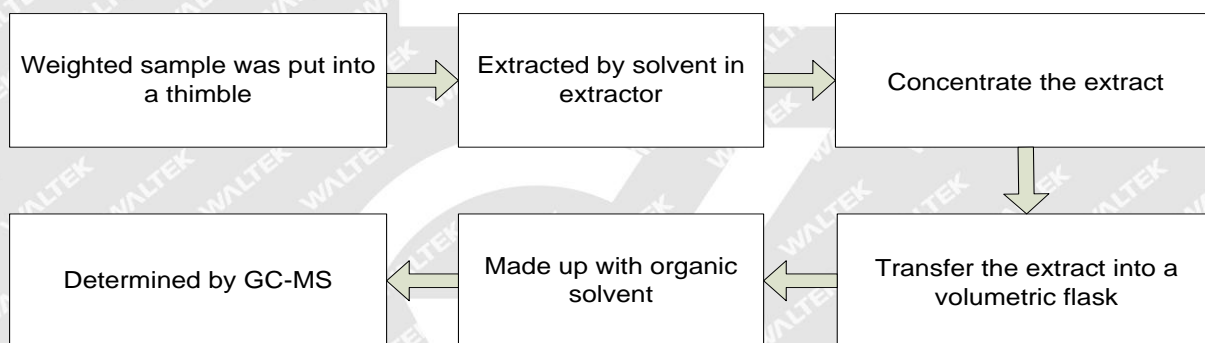 Weighted sample was put into
a thimble
Extracted by solvent in
extractor
Concentrate the extract
Transfer the extract into a
volumetric flask
Made up with organic
solvent
Determined by GC-MS
WALTEK